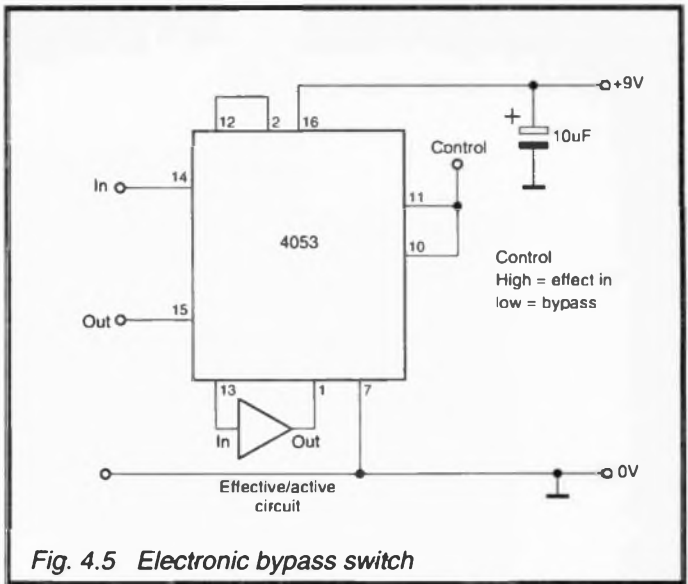 +9V
12 2 16
+
10uF
Control
In
14
11
4053
10
Control
High = effect in
low = bypass
Out
15
13 1 7
In Out
0V
Effective/active
circuit
Fig. 4.5 Electronic bypass switch